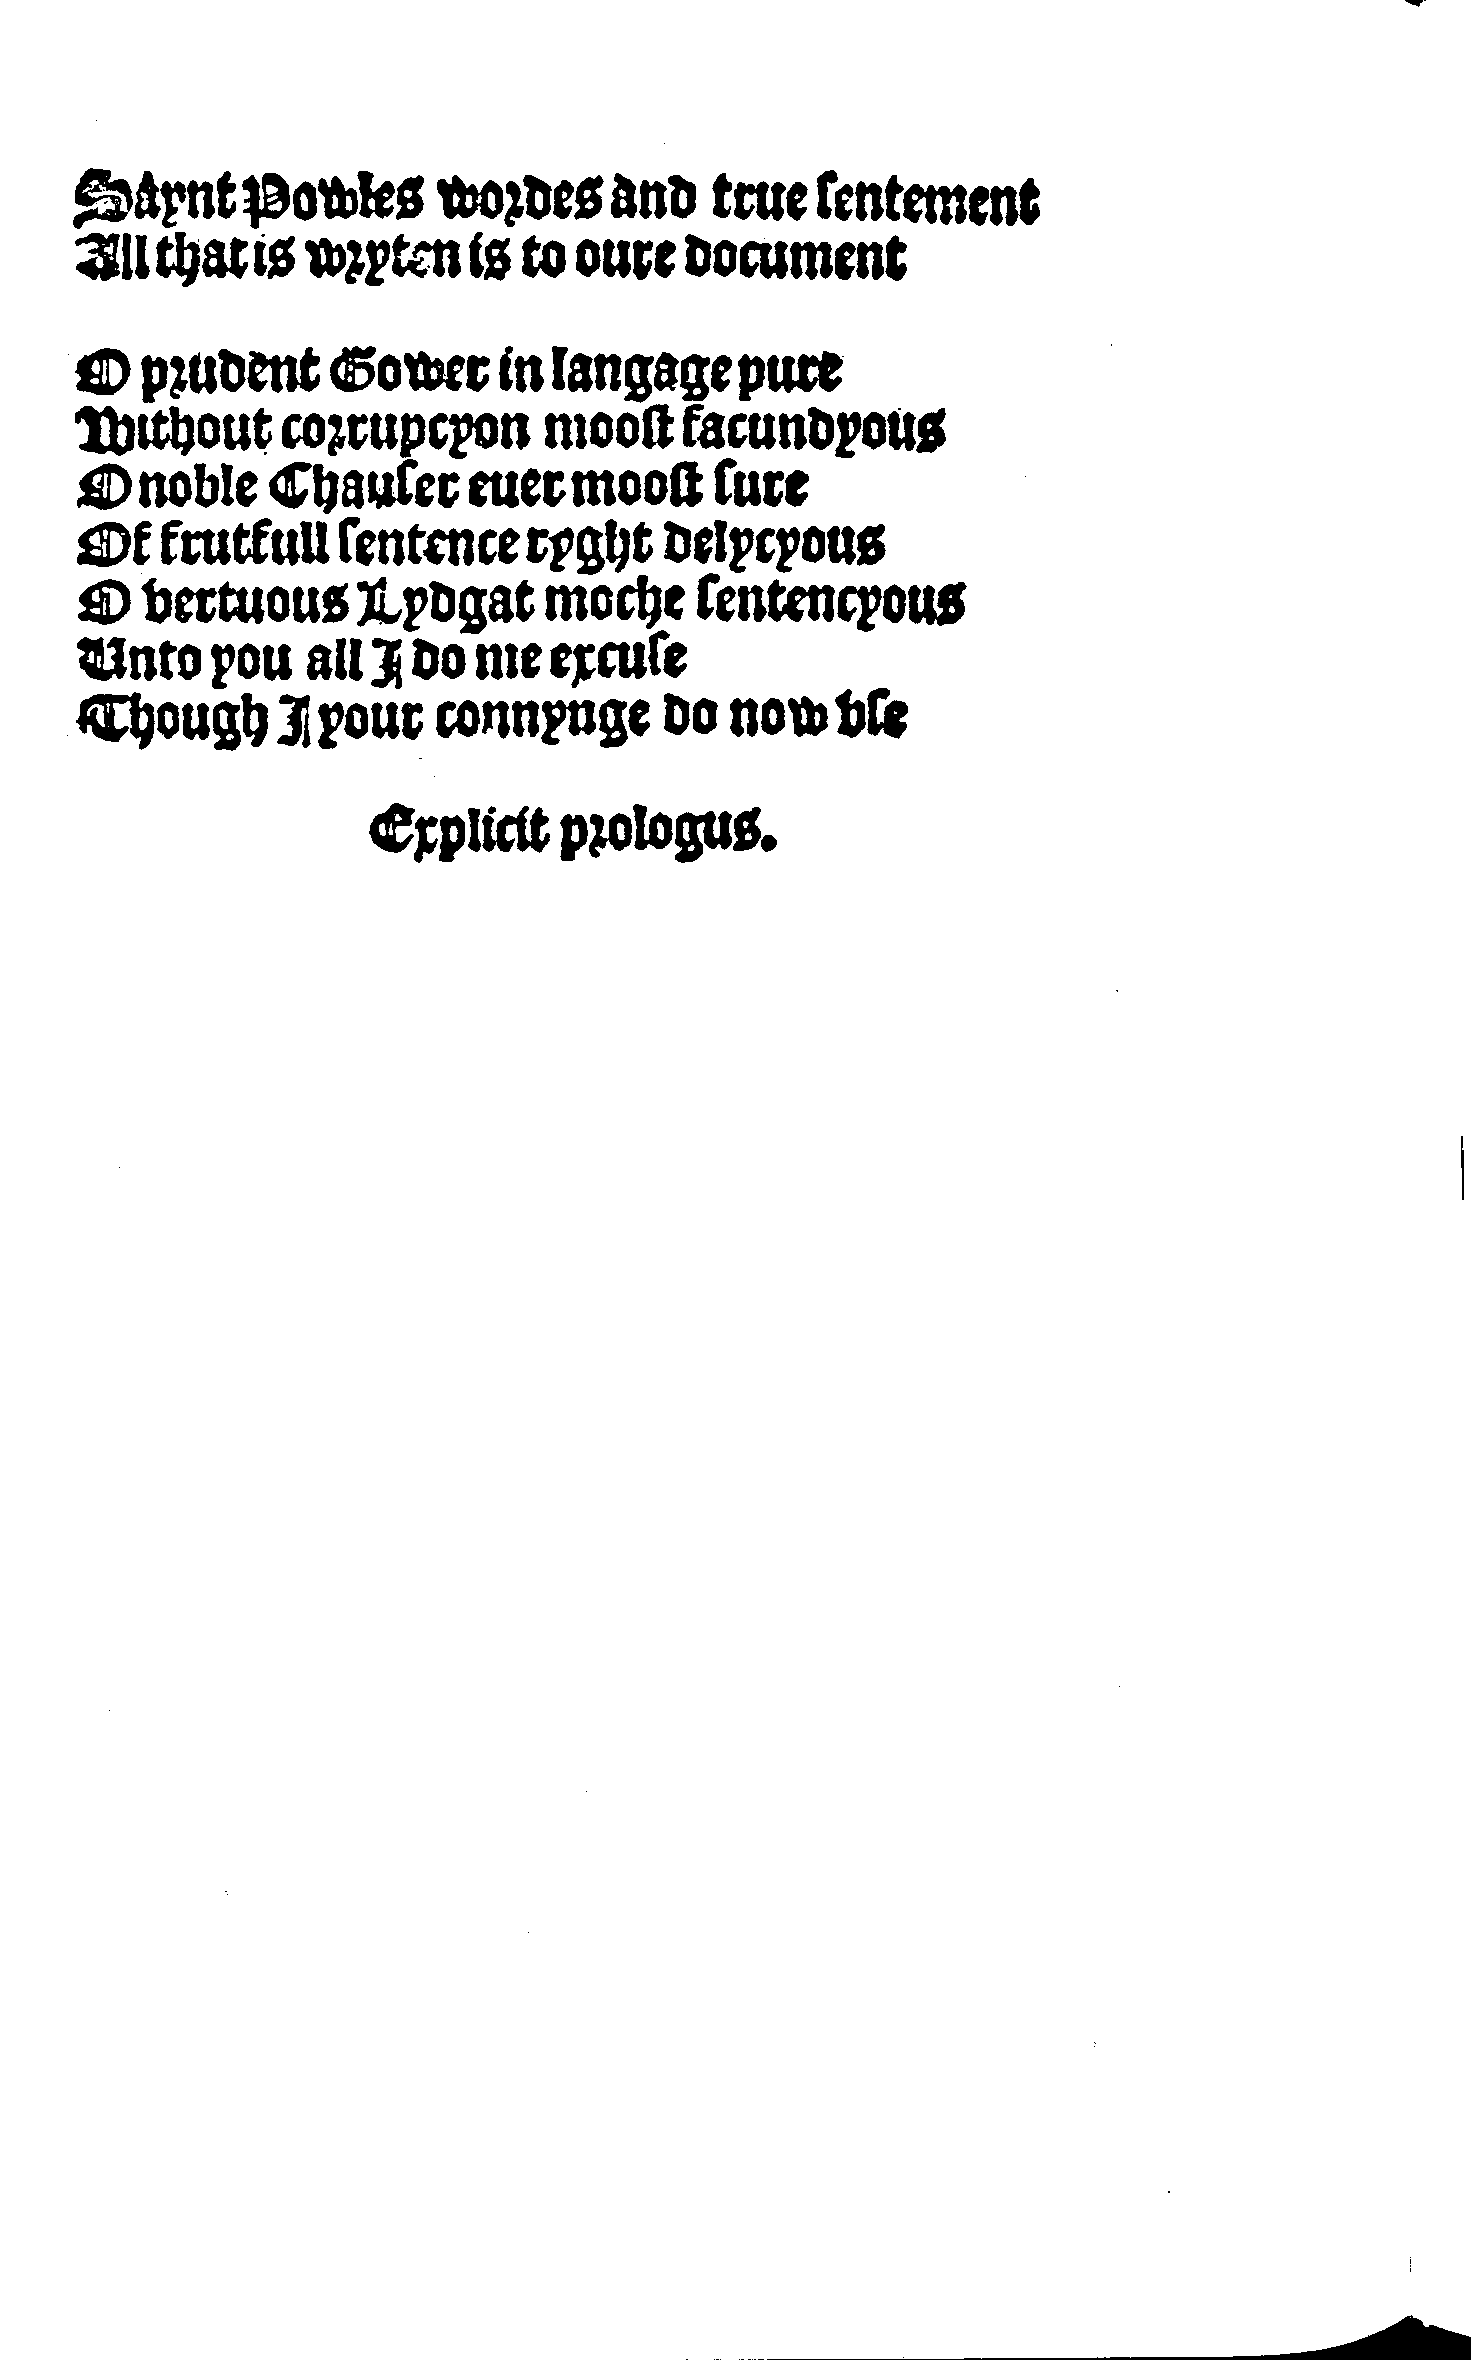 Saynt Powles wordes and true ſentement
All that is wryten is to oure document
O prudent Gower in langage pure
Without corrupcyon mooſt facundyous
O noble Chauſer euer mooſt ſure
Of frutfull ſentence ryght delycyous
O vertuous Lydgat moche ſentencyous
Unto you all I do me excuſe
Though I your connynge do now vſe
Explicit prologus.